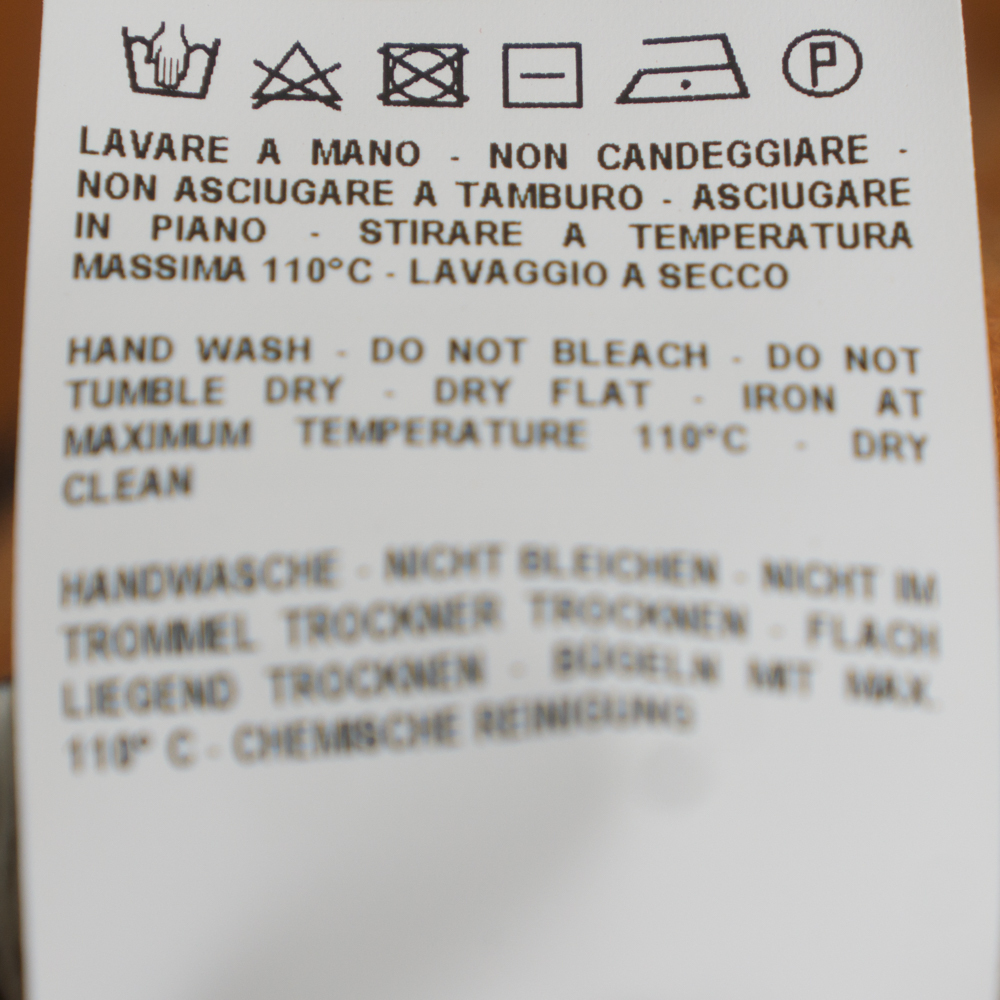 P
LAVARE A MANO - NON CANDEGGIARE -
NON ASCIUGARE A TAMBURO - ASCIUGARE
IN PIANO - STIRARE A TEMPERATURA
MASSIMA 110°C - LAVAGGIO A SECCO
HAND WASH - DO NOT BLEACH - DO NOT
TUMBLE DRY - DRY FLAT - IRON AT
MAXIMUM TEMPERATURE 110°C - DRY
CLEAN
HANDWASCHE - NICHT BLEICHEN - NICHT IM
TROMMEL TROCKNER TROCKNEN - FLACH
LIEGEND TROCKNEN - BÜGELN MIT MAX.
110° C - CHEMISCHE REINIGUNG